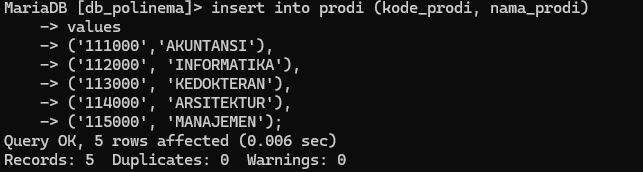 MariaDB [db_polinema]> insert into prodi (kode_prodi, nama_prodi)
    -> values
    -> ('111000','AKUNTANSI'),
    -> ('112000', 'INFORMATIKA'),
    -> ('113000', 'KEDOKTERAN'),
    -> ('114000', 'ARSITEKTUR'),
    -> ('115000', 'MANAJEMEN');
Query OK, 5 rows affected (0.006 sec)
Records: 5  Duplicates: 0  Warnings: 0